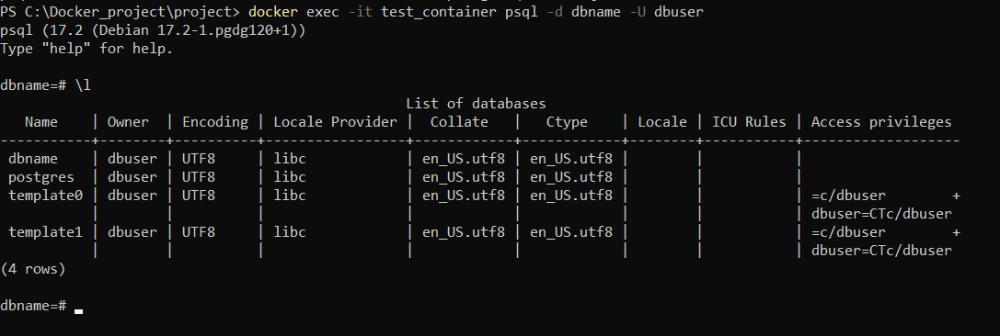 PS C:\Docker_project\project> docker exec -it test_container psql -d dbname -U dbuser
psql (17.2 (Debian 17.2-1.pgdg120+1))
Type "help" for help.

dbname=# \l
                                                 List of databases
   Name    | Owner  | Encoding | Locale Provider |  Collate   |   Ctype    | Locale | ICU Rules | Access privileges
-----------+--------+----------+-----------------+------------+------------+--------+-----------+-------------------
 dbname    | dbuser | UTF8     | libc            | en_US.utf8 | en_US.utf8 |        |           |
 postgres  | dbuser | UTF8     | libc            | en_US.utf8 | en_US.utf8 |        |           |
 template0 | dbuser | UTF8     | libc            | en_US.utf8 | en_US.utf8 |        |           | =c/dbuser        +
           |        |          |                 |            |            |        |           | dbuser=CTc/dbuser
 template1 | dbuser | UTF8     | libc            | en_US.utf8 | en_US.utf8 |        |           | =c/dbuser        +
           |        |          |                 |            |            |        |           | dbuser=CTc/dbuser
(4 rows)

dbname=#